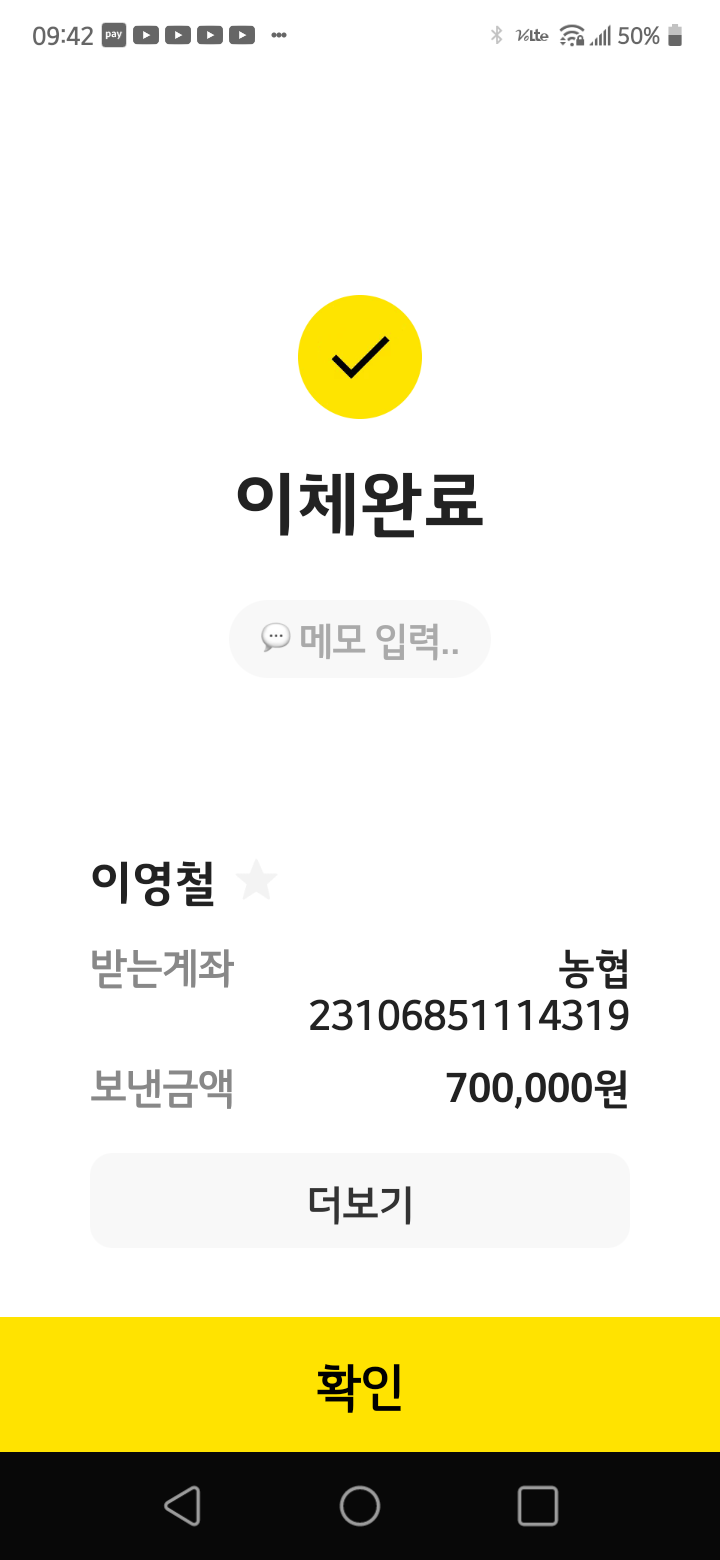 09:42 pay VoLte 50%
이체완료
메모 입력..
이영철
받는계좌 농협
23106851114319
보낸금액 700,000원
더보기
확인